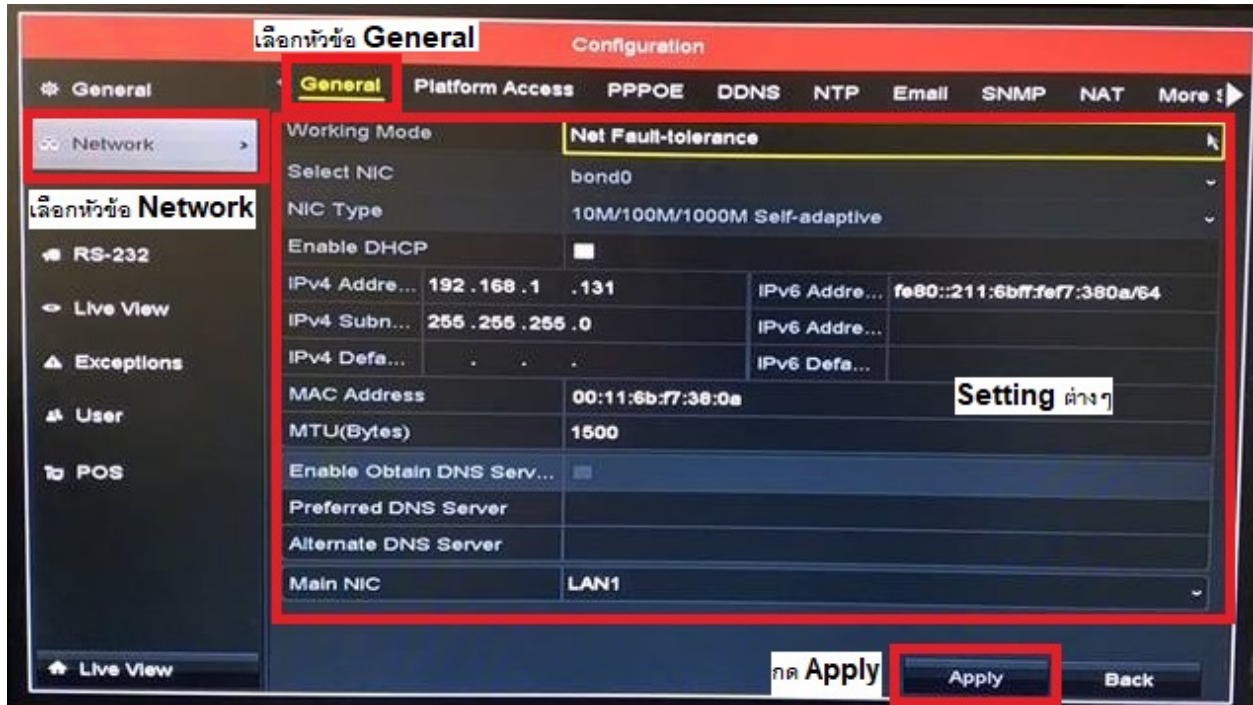 เลือกหัวข้อ General
Configuration
General
General Platform Access PPPOE DDNS NTP Email SNMP NAT More
Network
เลือกหัวข้อ Network
RS-232
Live View
Exceptions
User
POS
Live View
Working Mode Net Fault-tolerance
Select NIC bond0
NIC Type 10M/100M/1000M Self-adaptive
Enable DHCP
IPv4 Addre... 192.168.1.131 IPv6 Addre... fe80::211:6bff:fef7:380a/64
IPv4 Subn... 255.255.255.0 IPv6 Addre...
IPv4 Defa... . . . IPv6 Defa...
MAC Address 00:11:6b:f7:38:0a
Setting ต่างๆ
MTU(Bytes) 1500
Enable Obtain DNS Serv...
Preferred DNS Server
Alternate DNS Server
Main NIC LAN1
กด Apply
Apply Back